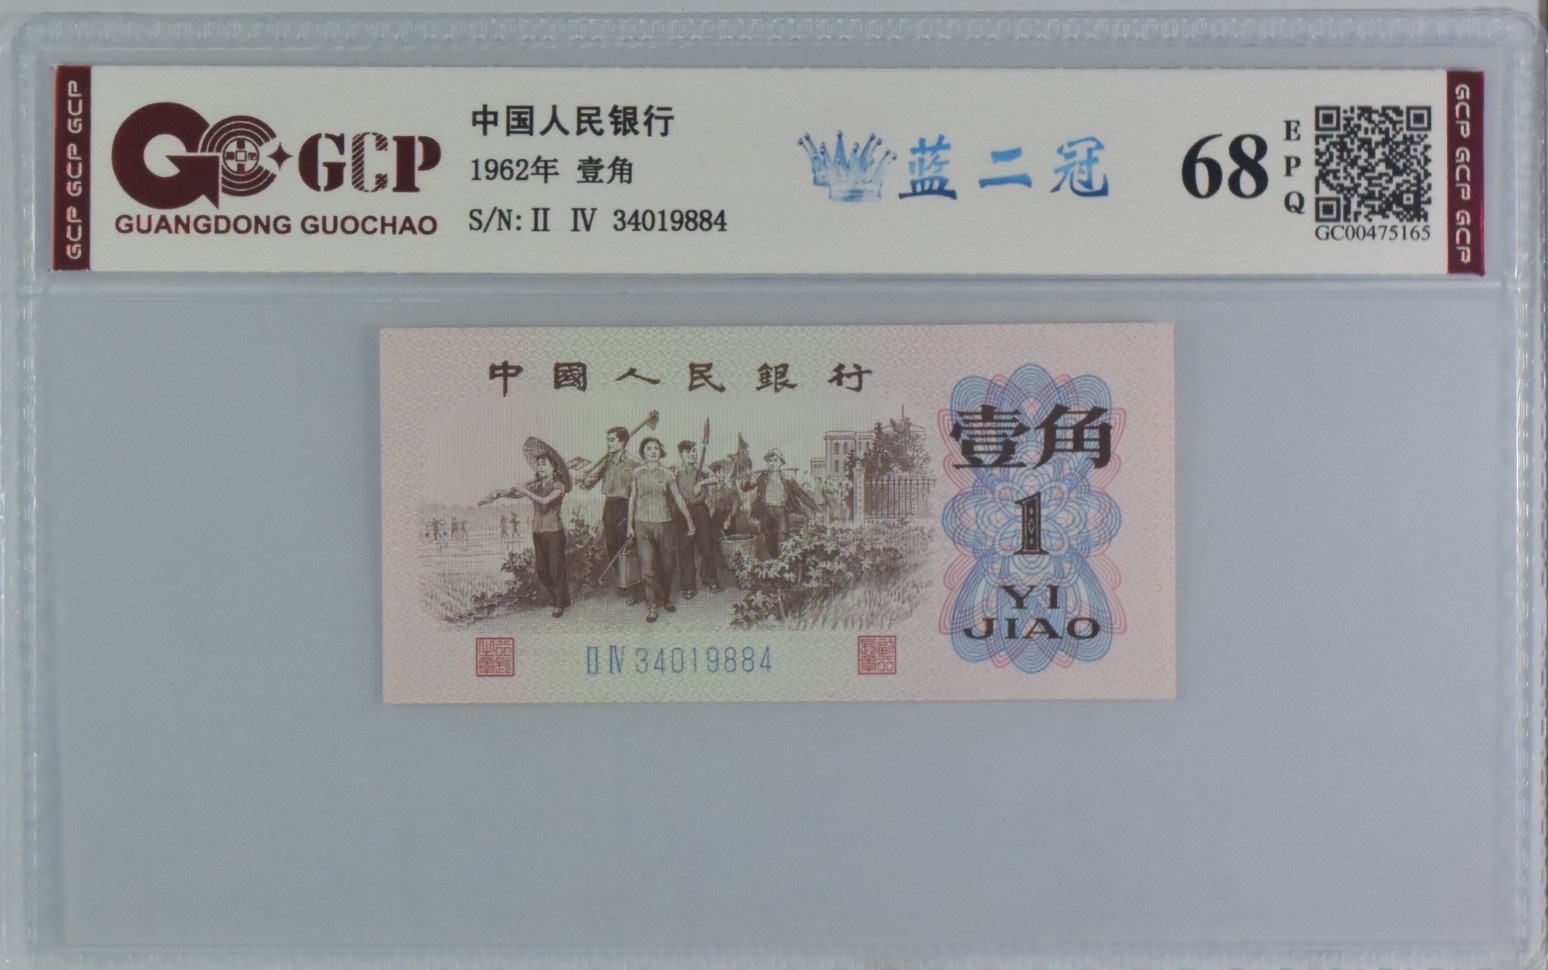 GCP GCP GCP
GCP
GUANGDONG GUOCHAO
中国人民银行
1962年 壹角
S/N: Ⅱ Ⅳ 34019884
蓝二冠
68
EPQ
GC00475165
GCP GCP GCP
中國人民銀行
壹角
1
YI
JIAO
Ⅱ Ⅳ 34019884